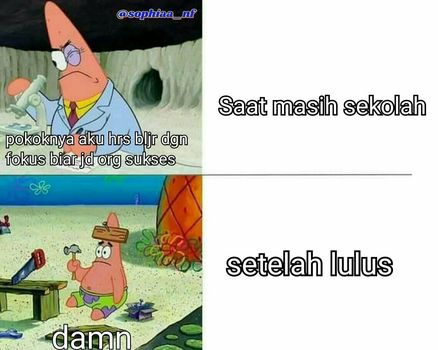 @sophiaa_nf
pokoknya aku hrs bljr dgn
fokus biar jd org sukses
Saat masih sekolah
setelah lulus
damn